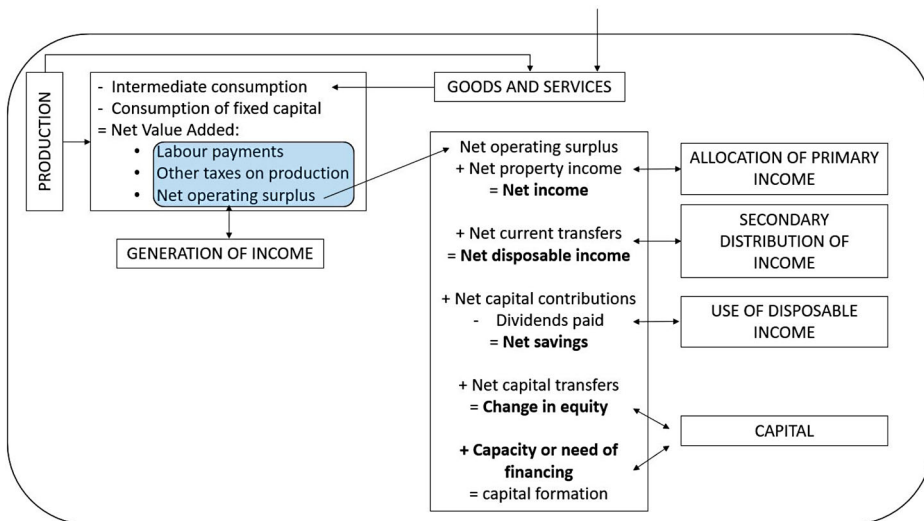 PRODUCTION
- Intermediate consumption
- Consumption of fixed capital
= Net Value Added:
• Labour payments
• Other taxes on production
• Net operating surplus
GENERATION OF INCOME
GOODS AND SERVICES
Net operating surplus
+ Net property income
= Net income
+ Net current transfers
= Net disposable income
+ Net capital contributions
- Dividends paid
= Net savings
+ Net capital transfers
= Change in equity
+ Capacity or need of
financing
= capital formation
ALLOCATION OF PRIMARY
INCOME
SECONDARY
DISTRIBUTION OF
INCOME
USE OF DISPOSABLE
INCOME
CAPITAL